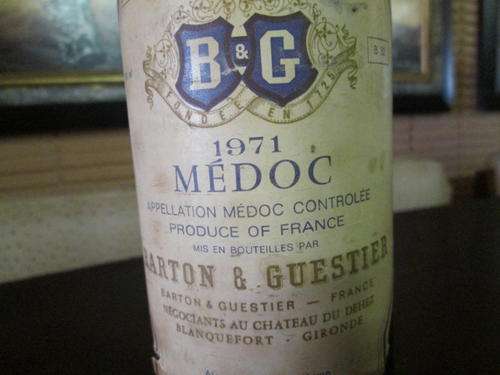 B & G
FONDÉE EN 1725
1971
MÉDOC
APPELLATION MÉDOC CONTROLÉE
PRODUCE OF FRANCE
MIS EN BOUTEILLES PAR
BARTON & GUESTIER
BARTON & GUESTIER — FRANCE
NÉGOCIANTS AU CHATEAU DU DEHEZ
BLANQUEFORT - GIRONDE